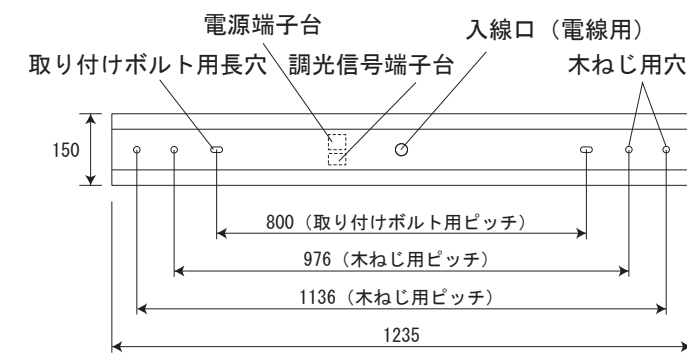 電源端子台
入線口（電線用）
取り付けボルト用長穴 調光信号端子台 木ねじ用穴
150
800（取り付けボルト用ピッチ）
976（木ねじ用ピッチ）
1136（木ねじ用ピッチ）
1235